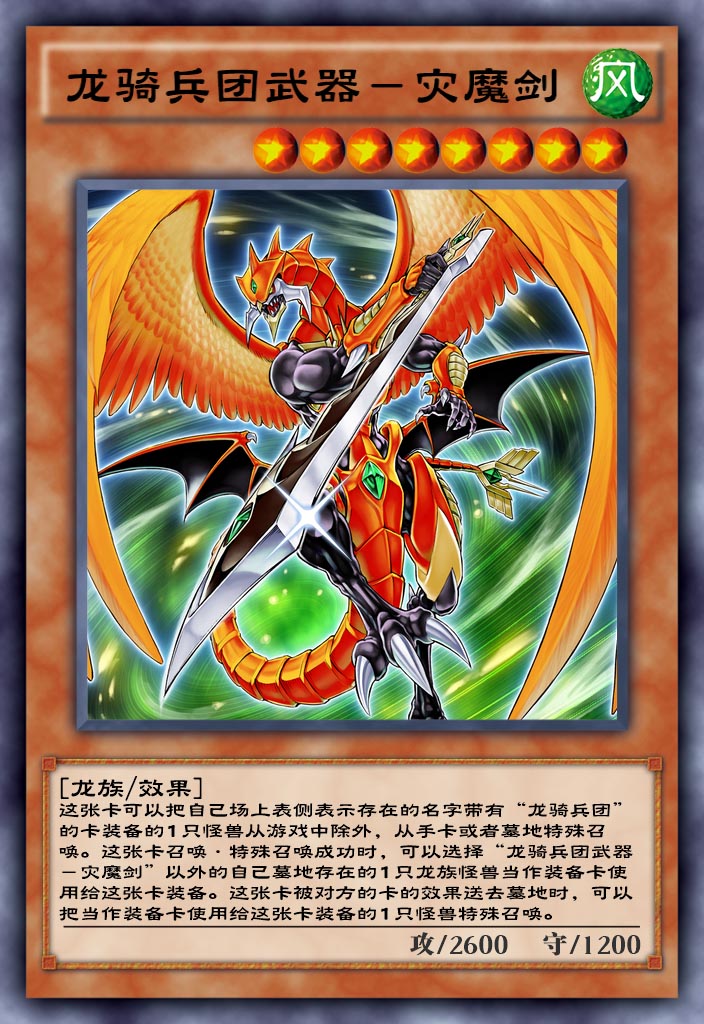 龙骑兵团武器－灾魔剑
风
[龙族/效果]
这张卡可以把自己场上表侧表示存在的名字带有“龙骑兵团”
的卡装备的1只怪兽从游戏中除外，从手卡或者墓地特殊召
唤。这张卡召唤·特殊召唤成功时，可以选择“龙骑兵团武器
－灾魔剑”以外的自己墓地存在的1只龙族怪兽当作装备卡使
用给这张卡装备。这张卡被对方的卡的效果送去墓地时，可以
把当作装备卡使用给这张卡装备的1只怪兽特殊召唤。
攻/2600 守/1200